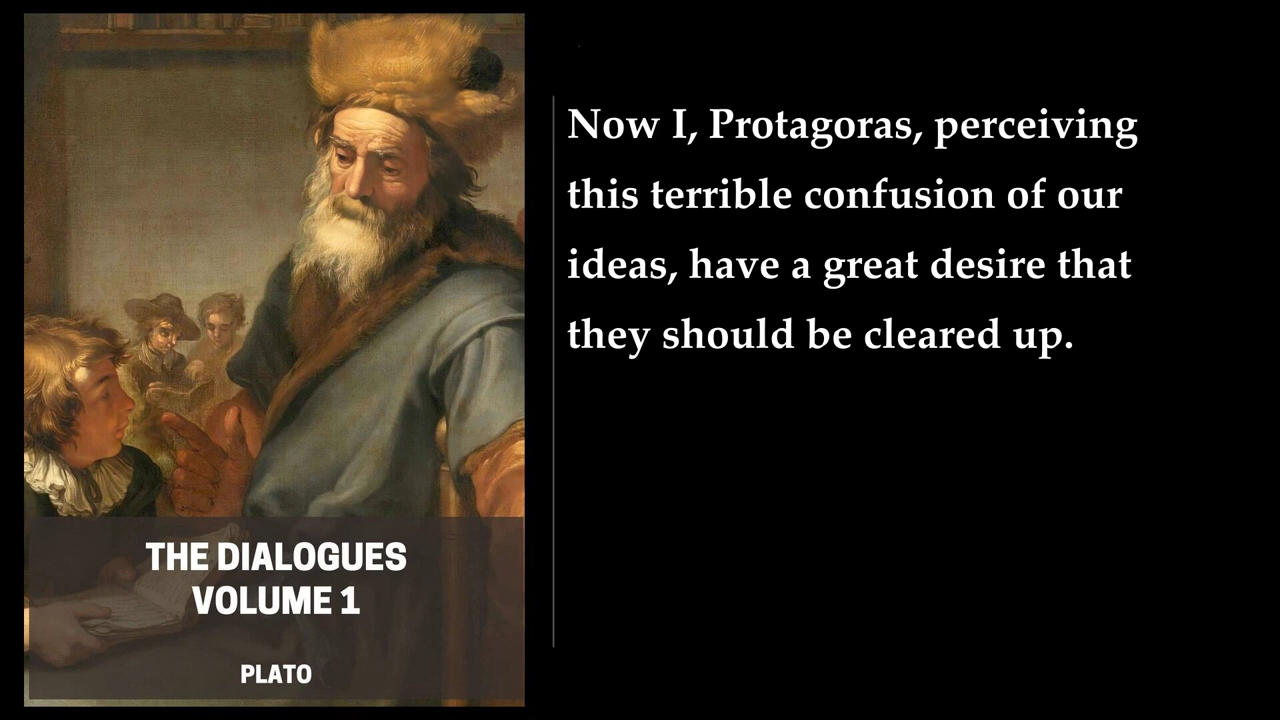 Now I, Protagoras, perceiving
this terrible confusion of our
ideas, have a great desire that
they should be cleared up.
THE DIALOGUES
VOLUME 1
PLATO